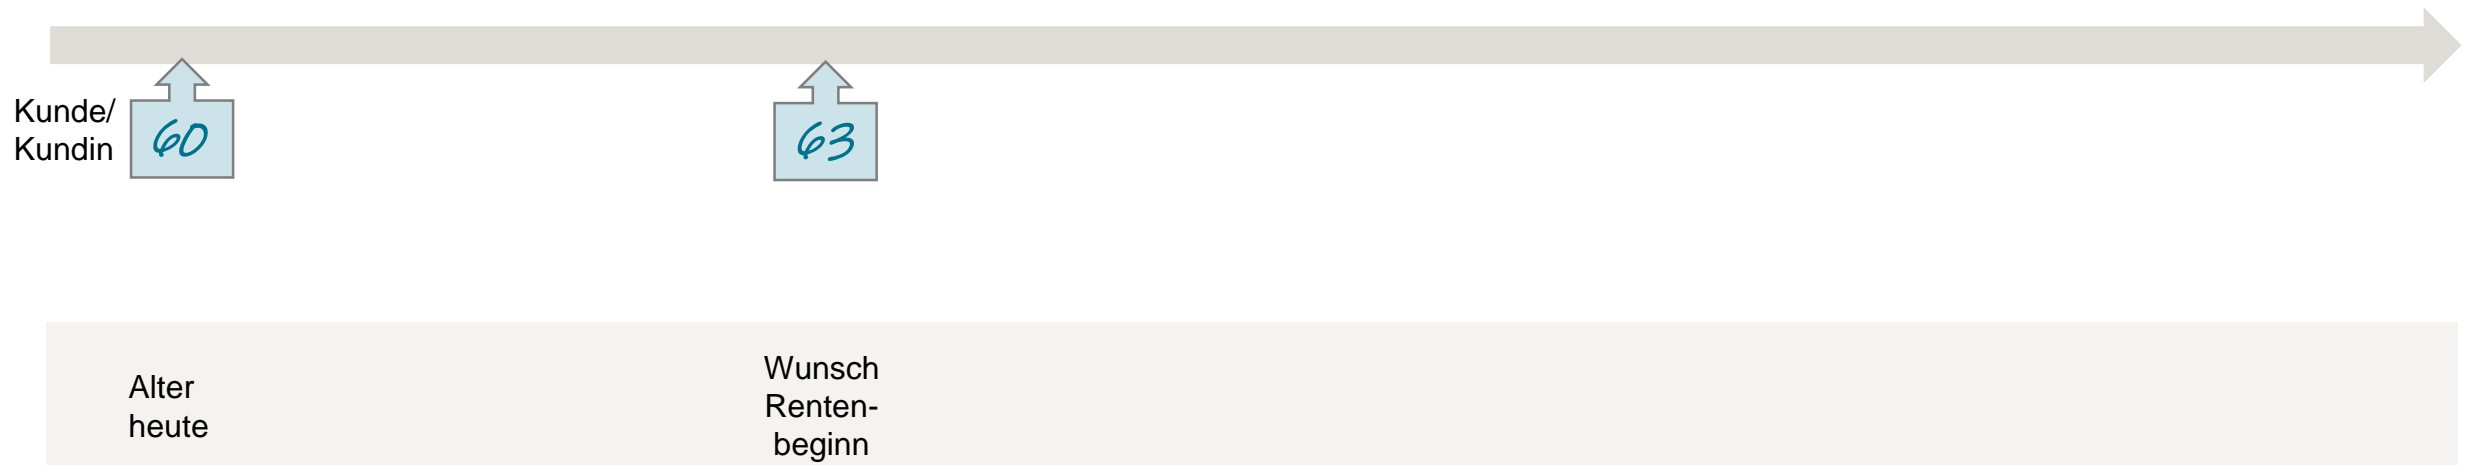 Kunde/
Kundin
60
63
Alter
heute
Wunsch
Renten-
beginn